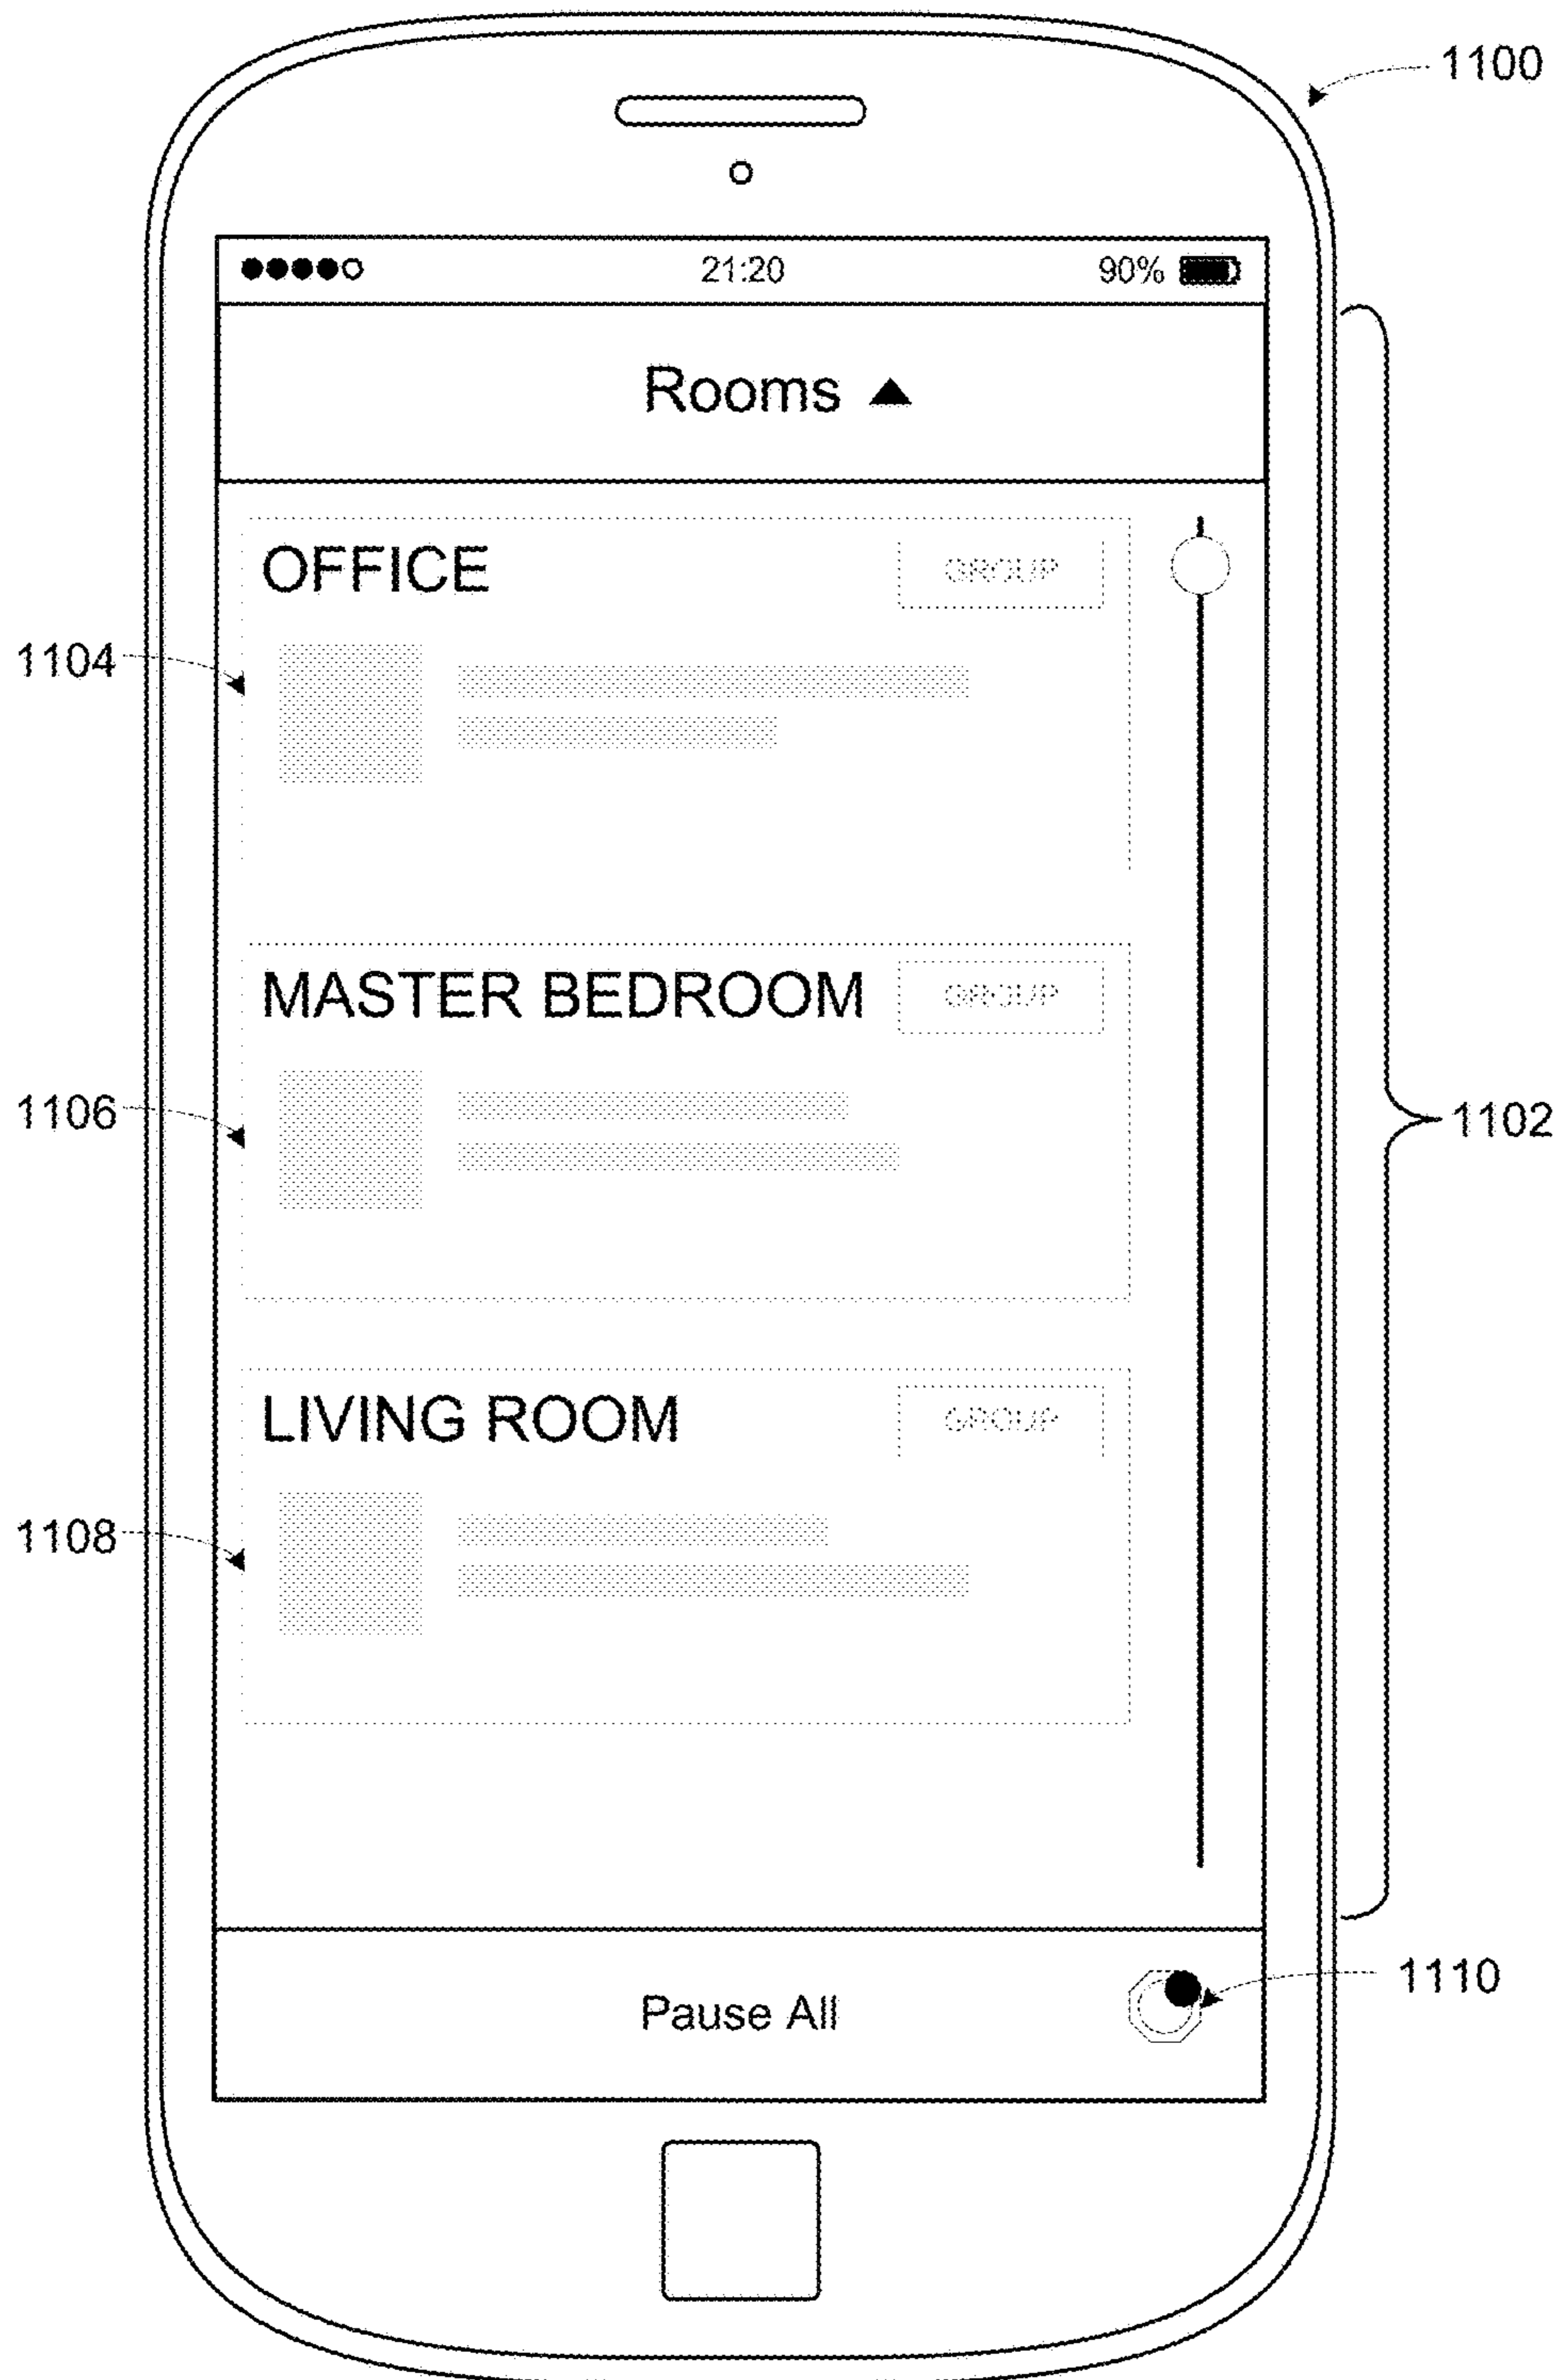 1100
21:20 90%
Rooms
OFFICE GROUP
1104
MASTER BEDROOM GROUP
1106
1102
LIVING ROOM GROUP
1108
1110
Pause All